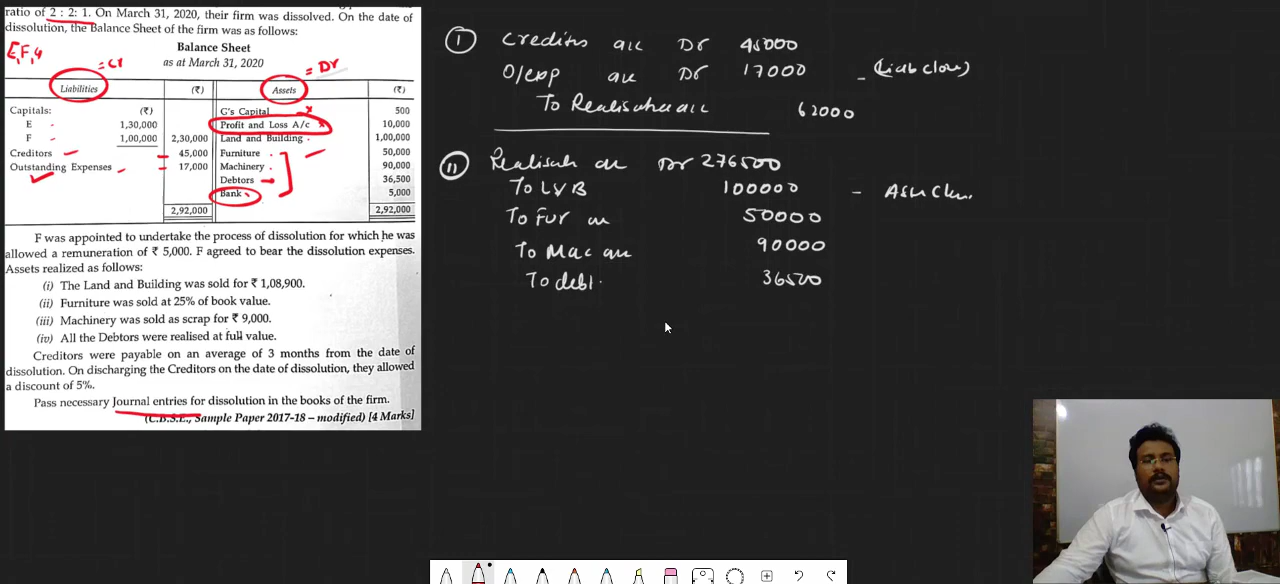 ratio of 2 : 2: 1. On March 31, 2020, their firm was dissolved. On the date of
dissolution, the Balance Sheet of the firm was as follows:
E,F,G
Balance Sheet
as at March 31, 2020
= Cr
= Dr
Liabilities (₹) Assets (₹)
Capitals: (₹) G's Capital 500
E 1,30,000 Profit and Loss A/c 10,000
F 1,00,000 2,30,000 Land and Building 1,00,000
Creditors 45,000 Furniture 50,000
Outstanding Expenses 17,000 Machinery 90,000
Debtors 36,500
Bank 5,000
2,92,000 2,92,000
F was appointed to undertake the process of dissolution for which he was
allowed a remuneration of ₹ 5,000. F agreed to bear the dissolution expenses.
Assets realized as follows:
(i) The Land and Building was sold for ₹ 1,08,900.
(ii) Furniture was sold at 25% of book value.
(iii) Machinery was sold as scrap for ₹ 9,000.
(iv) All the Debtors were realised at full value.
Creditors were payable on an average of 3 months from the date of
dissolution. On discharging the Creditors on the date of dissolution, they allowed
a discount of 5%.
Pass necessary Journal entries for dissolution in the books of the firm.
(C.B.S.E., Sample Paper 2017-18 – modified) [4 Marks]
I Creditors a/c Dr 45000
O/exp a/c Dr 17000 - (Liab close)
To Realisation a/c 62000
II Realisation a/c Dr 276500
To L&B 100000 - Asset Clos.
To Fur a/c 50000
To Mac a/c 90000
To debt. 36500